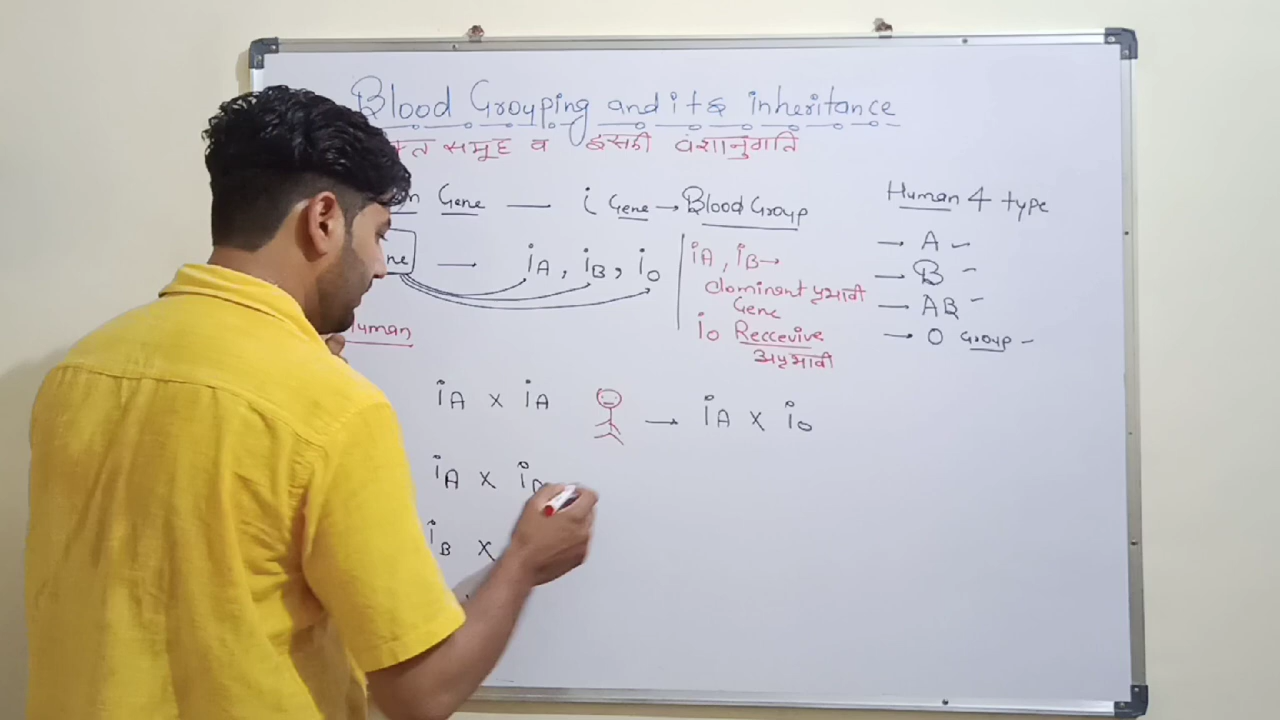 Blood Grouping and its inheritance
समूह व इसकी वंशानुगति
Gene — i Gene → Blood Group
— iA, iB, iO
Human
iA, iB →
dominant प्रभावी
Gene
iO Reccevive
अप्रभावी
Human 4 type
→ A -
→ B -
→ AB -
→ O Group -
iA x iA
→ iA x iO
iA x
iB x